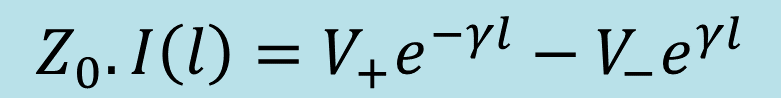 Z₀.I(l) = V₊e^{−γl} − V₋e^{γl}